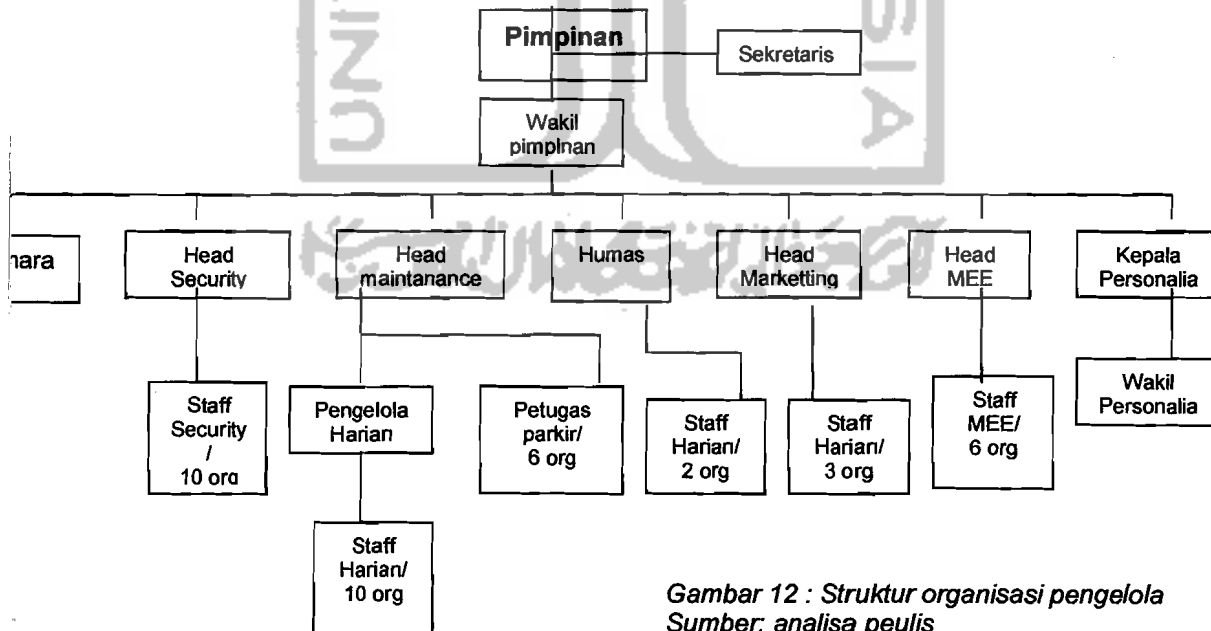 Pimpinan
Sekretaris
Wakil
pimpinan
nara
Head
Security
Head
maintanance
Humas
Head
Marketting
Head
MEE
Kepala
Personalia
Staff
Security
/
10 org
Pengelola
Harian
Petugas
parkir/
6 org
Staff
Harian/
2 org
Staff
Harian/
3 org
Staff
MEE/
6 org
Wakil
Personalia
Staff
Harian/
10 org
Gambar 12 : Struktur organisasi pengelola
Sumber: analisa peulis